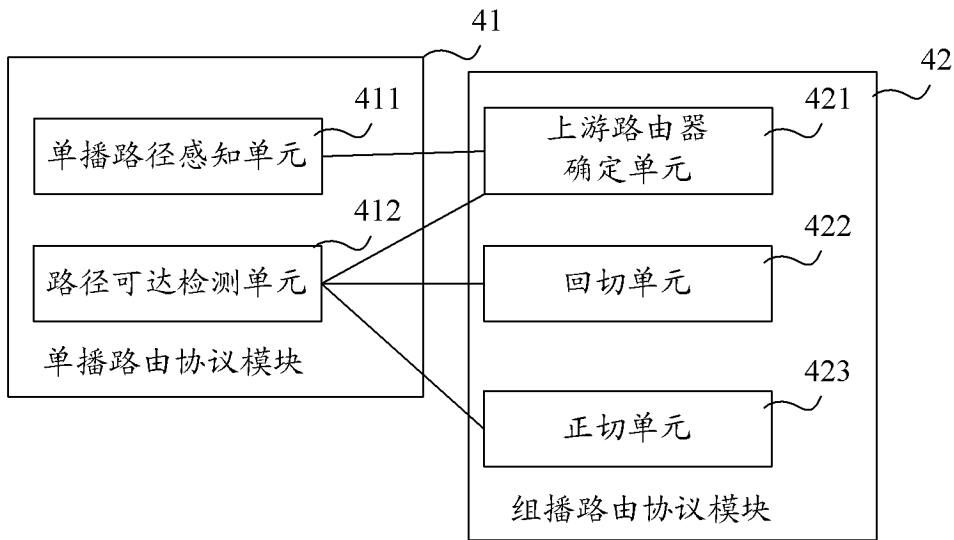 41
42
411
单播路径感知单元
421
上游路由器
确定单元
412
路径可达检测单元
422
回切单元
单播路由协议模块
423
正切单元
组播路由协议模块